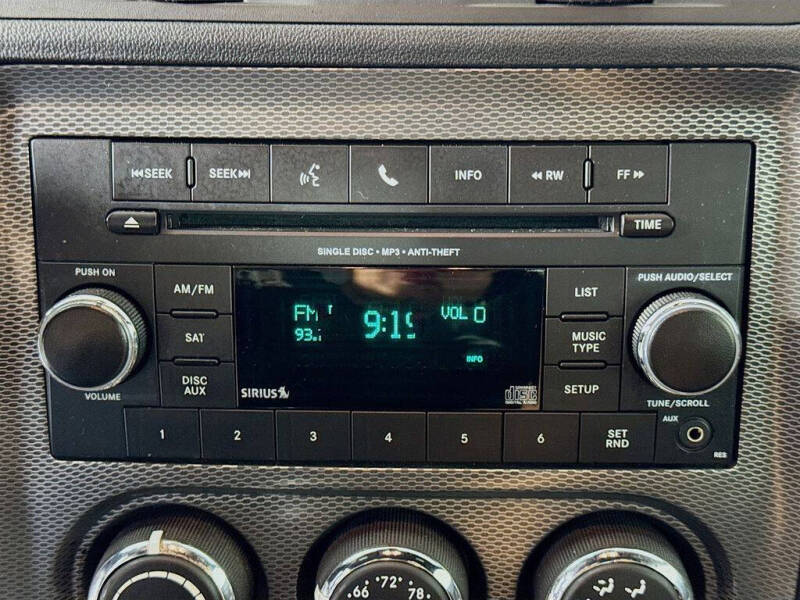 SEEK SEEK INFO RW FF
TIME
SINGLE DISC • MP3 • ANTI-THEFT
PUSH ON
PUSH AUDIO/SELECT
AM/FM
LIST
FM
VOL 0
SAT
MUSIC
TYPE
INFO
DISC
AUX
SETUP
SIRIUS
disc
VOLUME
TUNE/SCROLL
AUX
1 2 3 4 5 6 SET
RND
RES
66 72 78